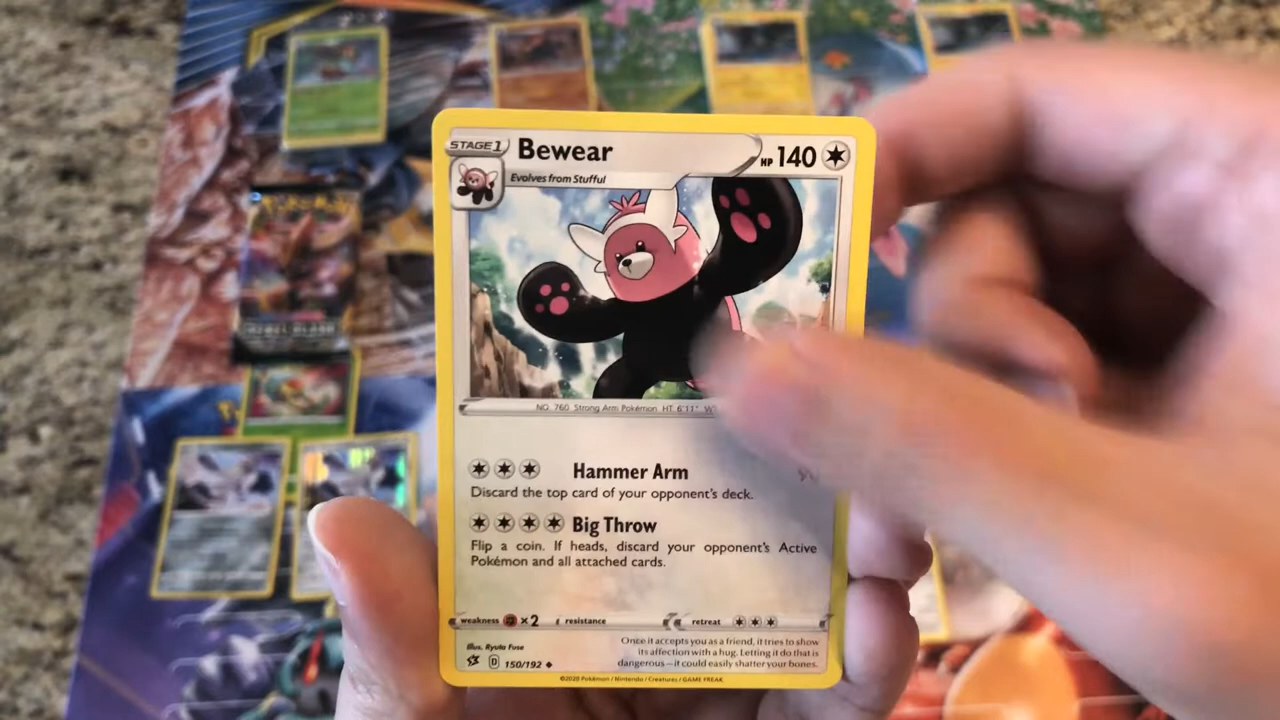 STAGE 1
Bewear
HP 140
Evolves from Stufful
NO. 760 Strong Arm Pokémon HT. 6'11"
Hammer Arm
Discard the top card of your opponent's deck.
Big Throw
Flip a coin. If heads, discard your opponent's Active
Pokémon and all attached cards.
weakness ×2 resistance retreat
Illus. Ryuta Fuse
Once it accepts you as a friend, it tries to show
its affection with a hug. Letting it do that is
dangerous—it could easily shatter your bones.
D 150/192
©2020 Pokémon / Nintendo / Creatures / GAME FREAK